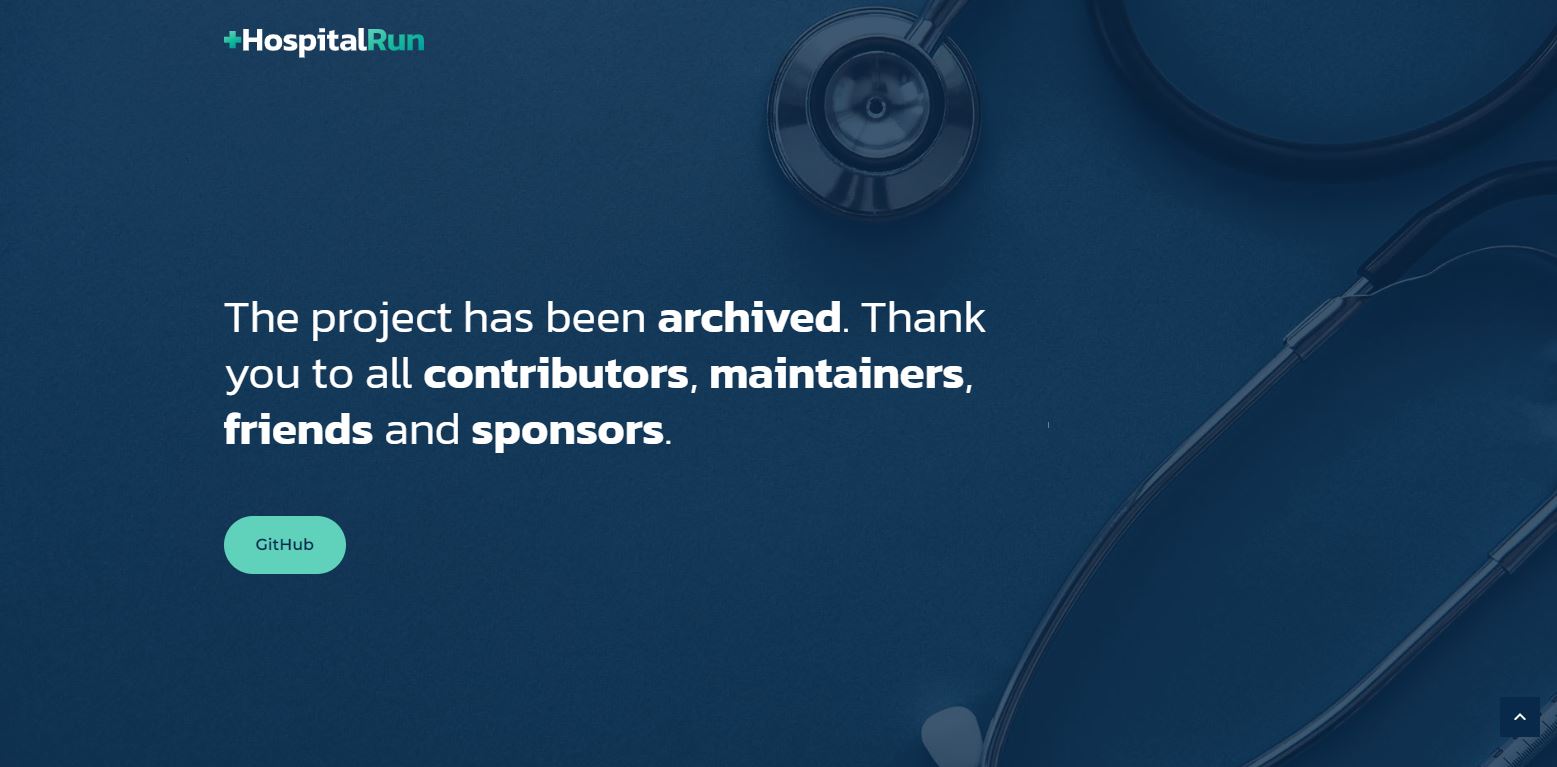 HospitalRun
The project has been archived. Thank
you to all contributors, maintainers,
friends and sponsors.
GitHub